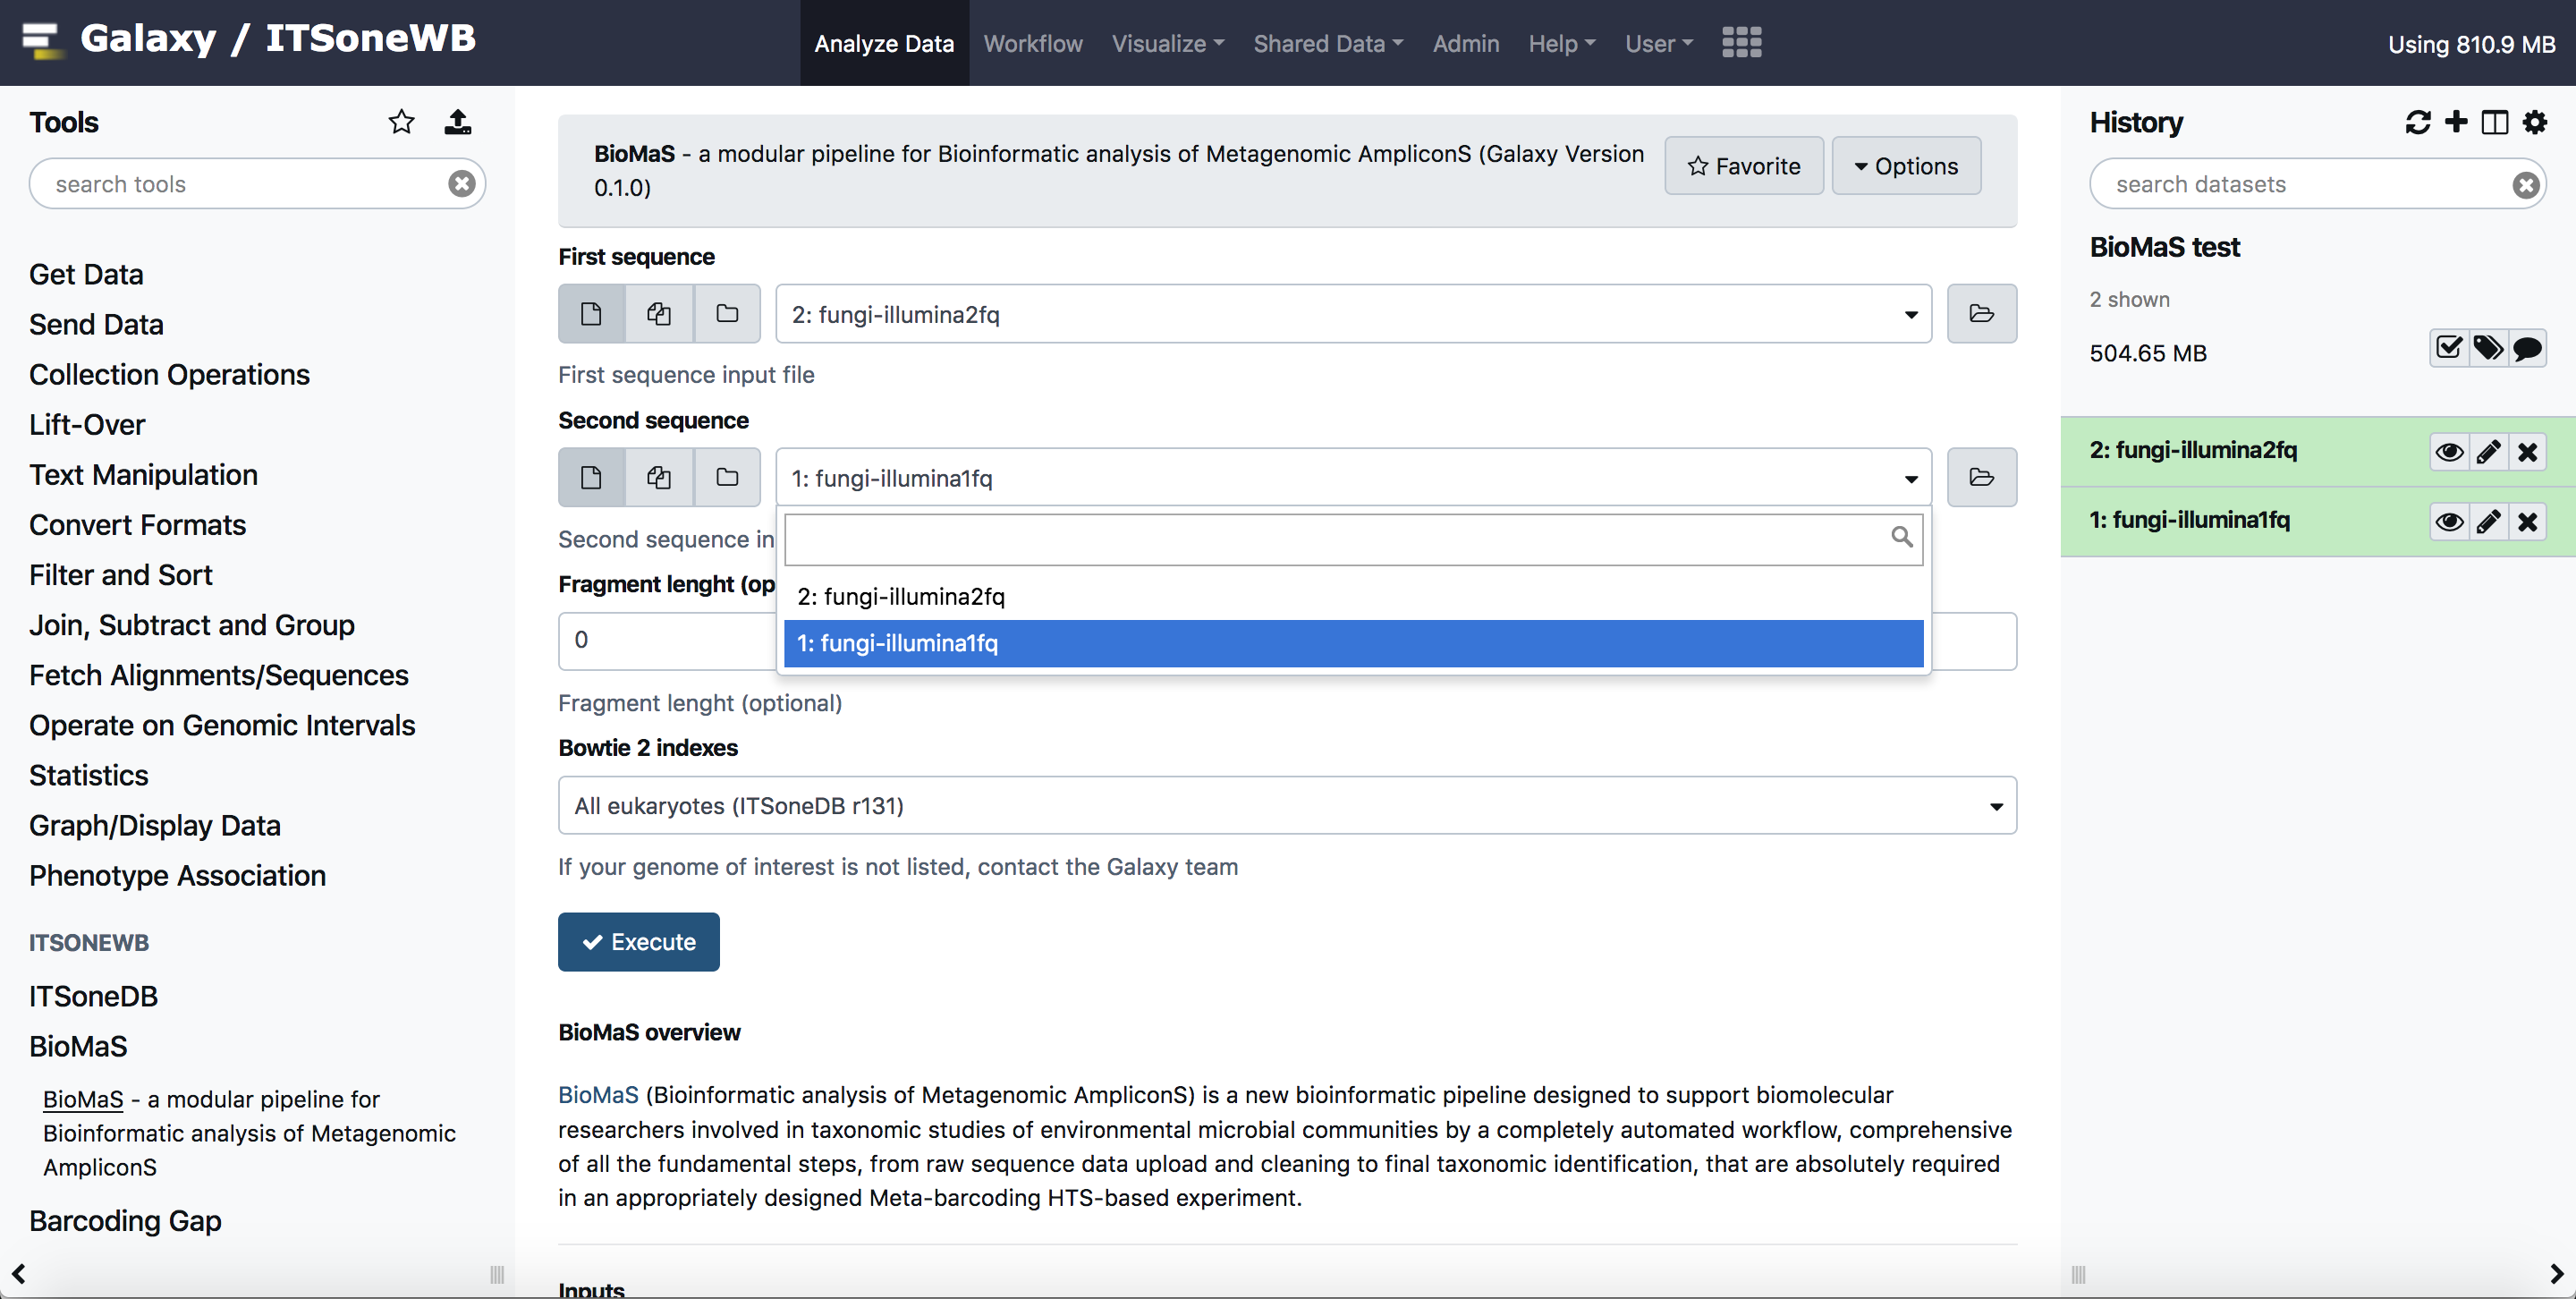 Galaxy / ITSoneWB
Analyze Data
Workflow
Visualize
Shared Data
Admin
Help
User
Using 810.9 MB
Tools
search tools
Get Data
Send Data
Collection Operations
Lift-Over
Text Manipulation
Convert Formats
Filter and Sort
Join, Subtract and Group
Fetch Alignments/Sequences
Operate on Genomic Intervals
Statistics
Graph/Display Data
Phenotype Association
ITSONEWB
ITSoneDB
BioMaS
BioMaS - a modular pipeline for
Bioinformatic analysis of Metagenomic
AmpliconS
Barcoding Gap
BioMaS - a modular pipeline for Bioinformatic analysis of Metagenomic AmpliconS (Galaxy Version
0.1.0)
Favorite
Options
First sequence
2: fungi-illumina2fq
First sequence input file
Second sequence
1: fungi-illumina1fq
Second sequence in
2: fungi-illumina2fq
1: fungi-illumina1fq
Fragment lenght (op
0
Fragment lenght (optional)
Bowtie 2 indexes
All eukaryotes (ITSoneDB r131)
If your genome of interest is not listed, contact the Galaxy team
Execute
BioMaS overview
BioMaS (Bioinformatic analysis of Metagenomic AmpliconS) is a new bioinformatic pipeline designed to support biomolecular
researchers involved in taxonomic studies of environmental microbial communities by a completely automated workflow, comprehensive
of all the fundamental steps, from raw sequence data upload and cleaning to final taxonomic identification, that are absolutely required
in an appropriately designed Meta-barcoding HTS-based experiment.
Inputs
History
search datasets
BioMaS test
2 shown
504.65 MB
2: fungi-illumina2fq
1: fungi-illumina1fq